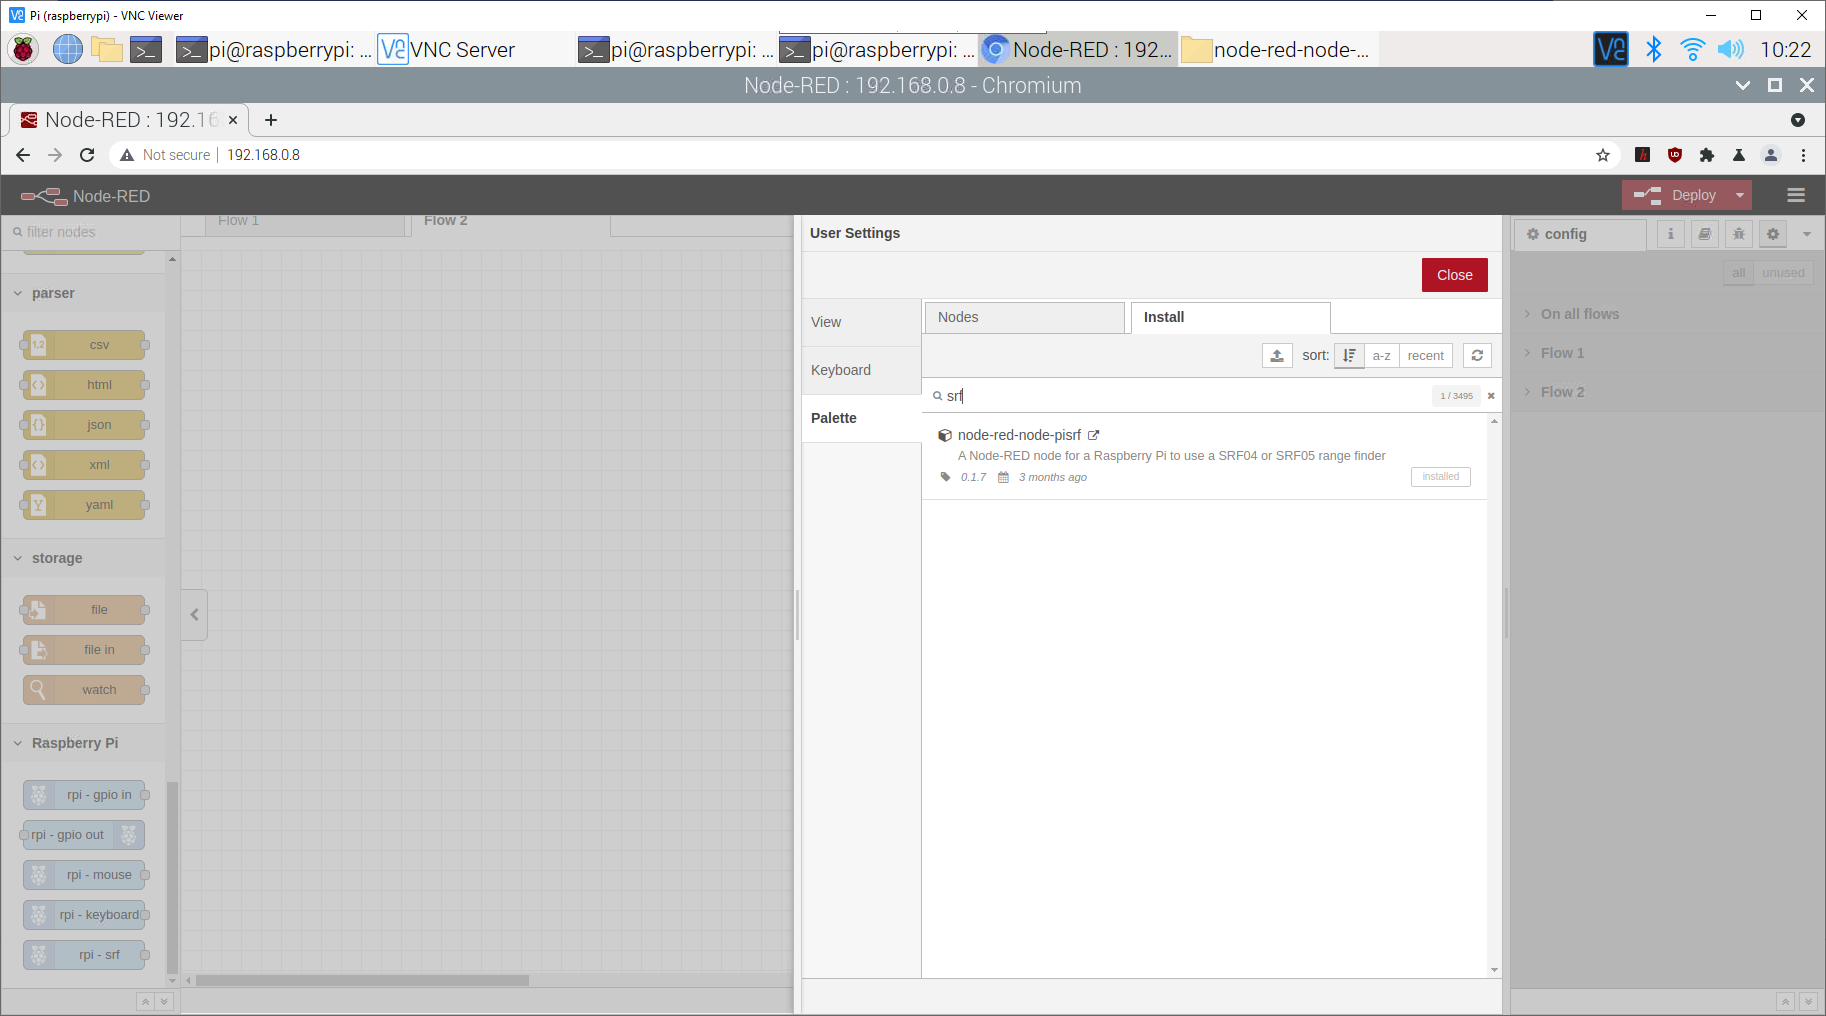 Pi (raspberrypi) - VNC Viewer
pi@raspberrypi: ...
VNC Server
pi@raspberrypi: ...
pi@raspberrypi: ...
Node-RED : 192...
node-red-node-...
10:22
Node-RED : 192.168.0.8 - Chromium
Node-RED : 192.16
Not secure
192.168.0.8
Node-RED
Deploy
filter nodes
Flow 1
Flow 2
User Settings
config
Close
all
unused
parser
View
Nodes
Install
On all flows
csv
sort:
a-z
recent
Flow 1
html
Keyboard
srf
1 / 3495
Flow 2
json
Palette
node-red-node-pisrf
A Node-RED node for a Raspberry Pi to use a SRF04 or SRF05 range finder
xml
0.1.7
3 months ago
installed
yaml
storage
file
file in
watch
Raspberry Pi
rpi - gpio in
rpi - gpio out
rpi - mouse
rpi - keyboard
rpi - srf